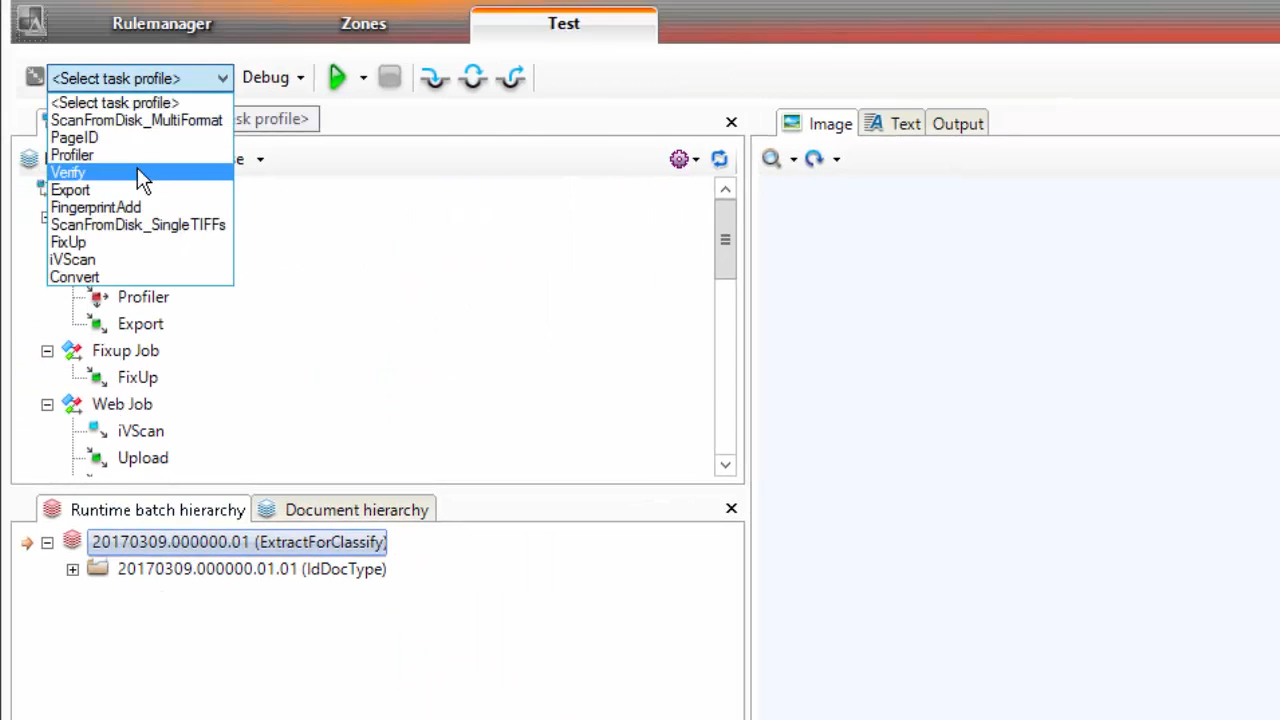 Rulemanager
Zones
Test
<Select task profile>
Debug
<Select task profile>
ScanFromDisk_MultiFormat
PageID
Profiler
Verify
Export
FingerprintAdd
ScanFromDisk_SingleTIFFs
FixUp
iVScan
Convert
sk profile>
Image
Text
Output
Profiler
Export
Fixup Job
FixUp
Web Job
iVScan
Upload
Runtime batch hierarchy
Document hierarchy
20170309.000000.01 (ExtractForClassify)
20170309.000000.01.01 (IdDocType)